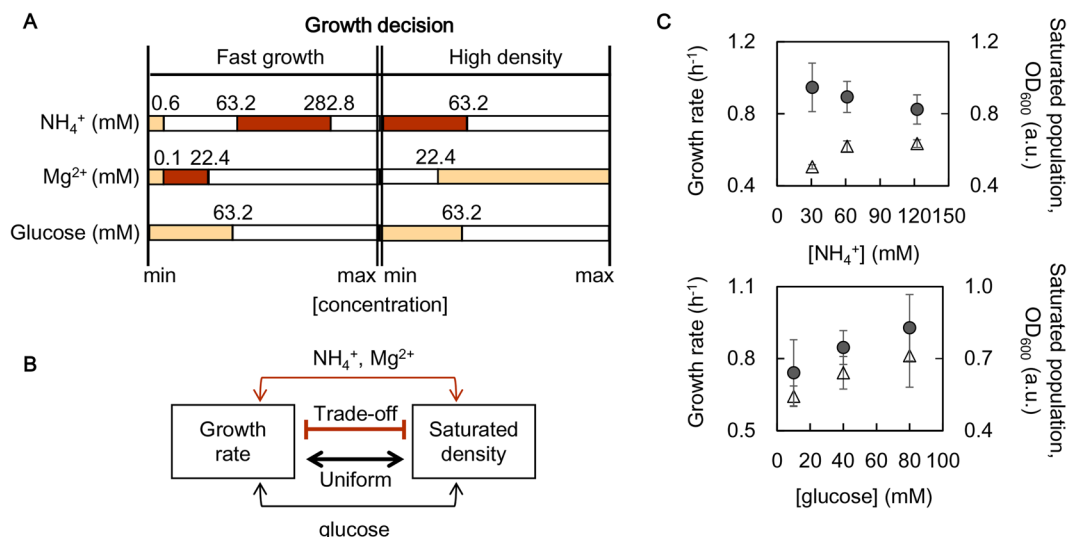 A
Growth decision
Fast growth
High density
0.6 63.2 282.8 63.2
NH₄⁺ (mM)
0.1 22.4 22.4
Mg²⁺ (mM)
63.2 63.2
Glucose (mM)
min max min max
[concentration]
B
NH₄⁺, Mg²⁺
Growth rate
Trade-off
Uniform
Saturated density
glucose
C
Growth rate (h⁻¹)
1.2
0.8
0.4
0 30 60 90 120 150
[NH₄⁺] (mM)
1.2
0.8
0.4
Saturated population,
OD₆₀₀ (a.u.)
Growth rate (h⁻¹)
1.1
0.8
0.5
0 20 40 60 80 100
[glucose] (mM)
1.0
0.7
0.4
Saturated population,
OD₆₀₀ (a.u.)